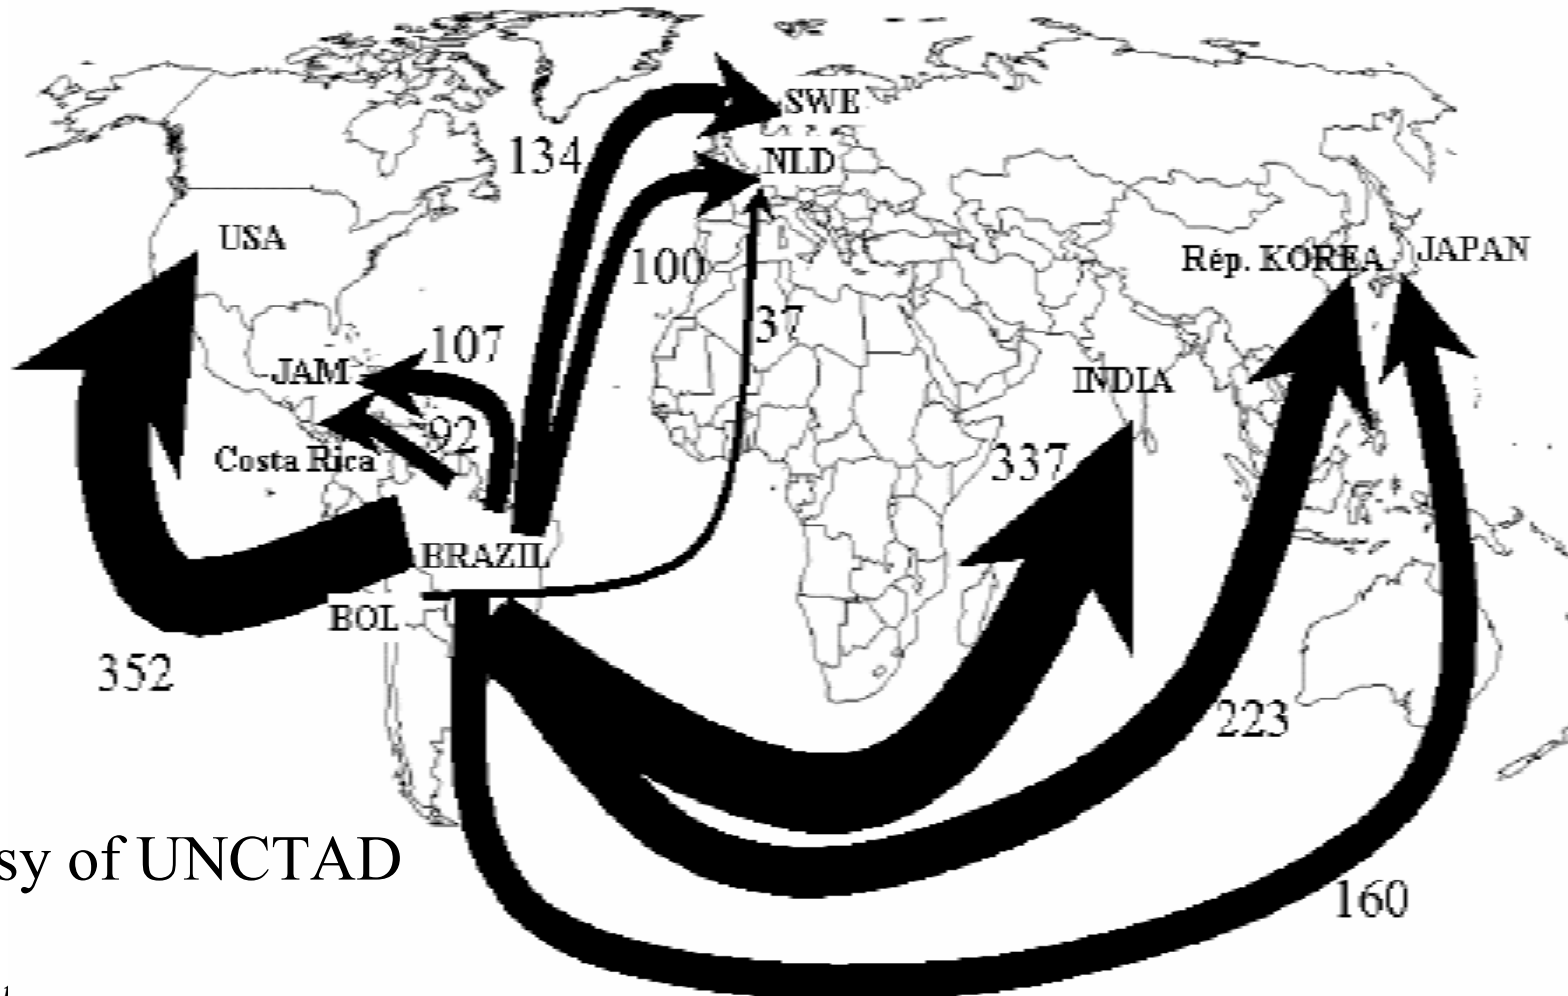 SWE
134
NLD
USA
100
Rép. KOREA
JAPAN
37
107
JAM
INDIA
92
Costa Rica
337
BRAZIL
BOL
352
223
sy of UNCTAD
160
1